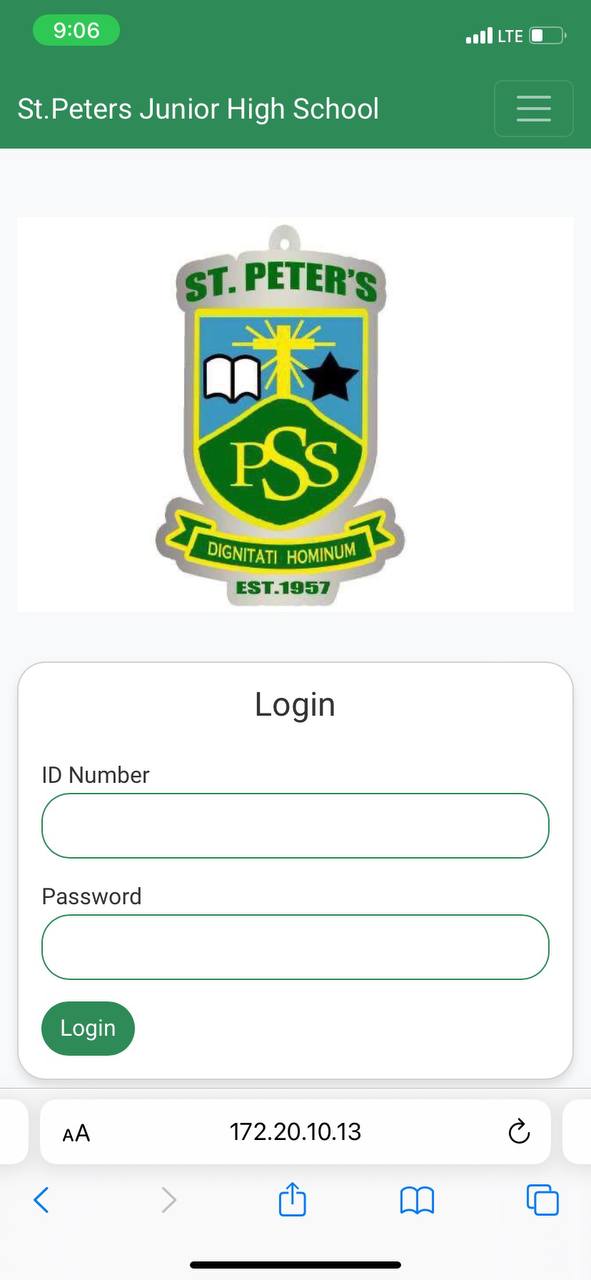 9:06
LTE
St.Peters Junior High School
ST. PETER'S
PSS
DIGNITATI HOMINUM
EST.1957
Login
ID Number
Password
Login
AA
172.20.10.13